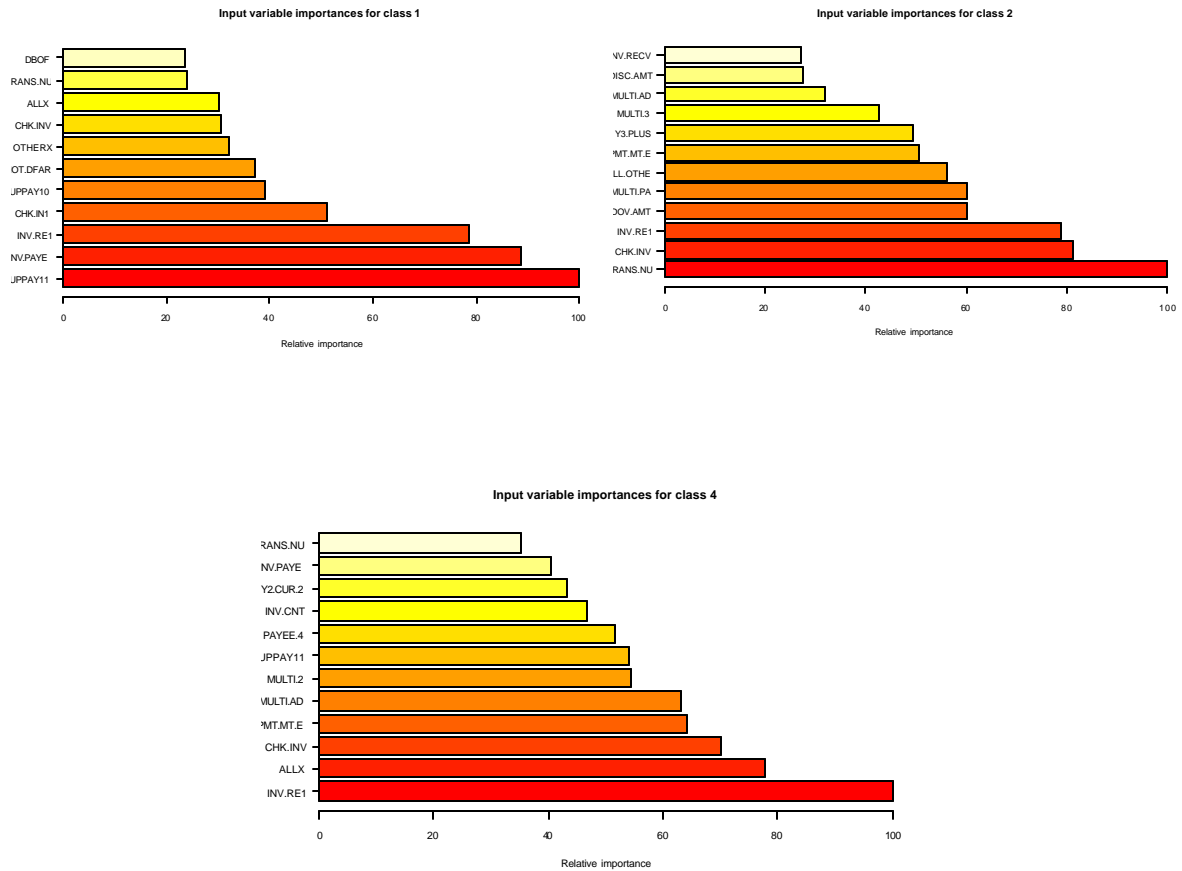 Input variable importances for class 1
DBOF
RANS.NU
ALLX
CHK.INV
OTHERX
OT.DFAR
JPPAY10
CHK.IN1
INV.RE1
NV.PAYE
JPPAY11
0 20 40 60 80 100
Relative importance
Input variable importances for class 2
NV.RECV
ISC.AMT
MULTI.AD
MULTI.3
Y3.PLUS
MT.MT.E
LL.OTHE
MULTI.PA
OV.AMT
INV.RE1
CHK.INV
RANS.NU
0 20 40 60 80 100
Relative importance
Input variable importances for class 4
RANS.NU
NV.PAYE
Y2.CUR.2
INV.CNT
PAYEE.4
JPPAY11
MULTI.2
MULTI.AD
MT.MT.E
CHK.INV
ALLX
INV.RE1
0 20 40 60 80 100
Relative importance